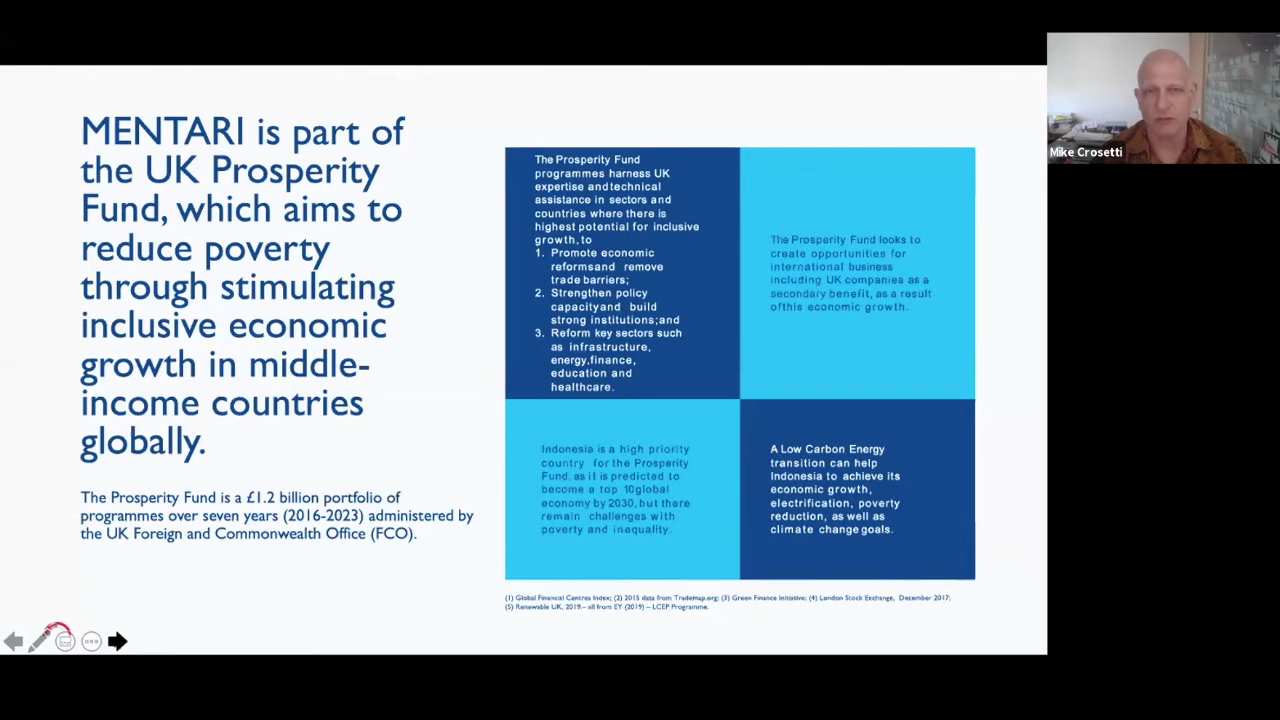 MENTARI is part of
the UK Prosperity
Fund, which aims to
reduce poverty
through stimulating
inclusive economic
growth in middle-
income countries
globally.
The Prosperity Fund is a £1.2 billion portfolio of
programmes over seven years (2016-2023) administered by
the UK Foreign and Commonwealth Office (FCO).
The Prosperity Fund
programmes harness UK
expertise and technical
assistance in sectors and
countries where there is
highest potential for inclusive
growth, to
1. Promote economic
reforms and remove
trade barriers;
2. Strengthen policy
capacity and build
strong institutions; and
3. Reform key sectors such
as infrastructure,
energy, finance,
education and
healthcare.
The Prosperity Fund looks to
create opportunities for
international business
including UK companies as a
secondary benefit, as a result
of this economic growth.
Indonesia is a high priority
country for the Prosperity
Fund, as it is predicted to
become a top 10 global
economy by 2030, but there
remain challenges with
poverty and inequality.
A Low Carbon Energy
transition can help
Indonesia to achieve its
economic growth,
electrification, poverty
reduction, as well as
climate change goals.
(1) Global Financial Centres Index; (2) 2015 data from Trademap.org; (3) Green Finance Initiative; (4) London Stock Exchange, December 2017;
(5) Renewable UK, 2019.– all from EY (2019) – LCEP Programme.
Mike Crosetti